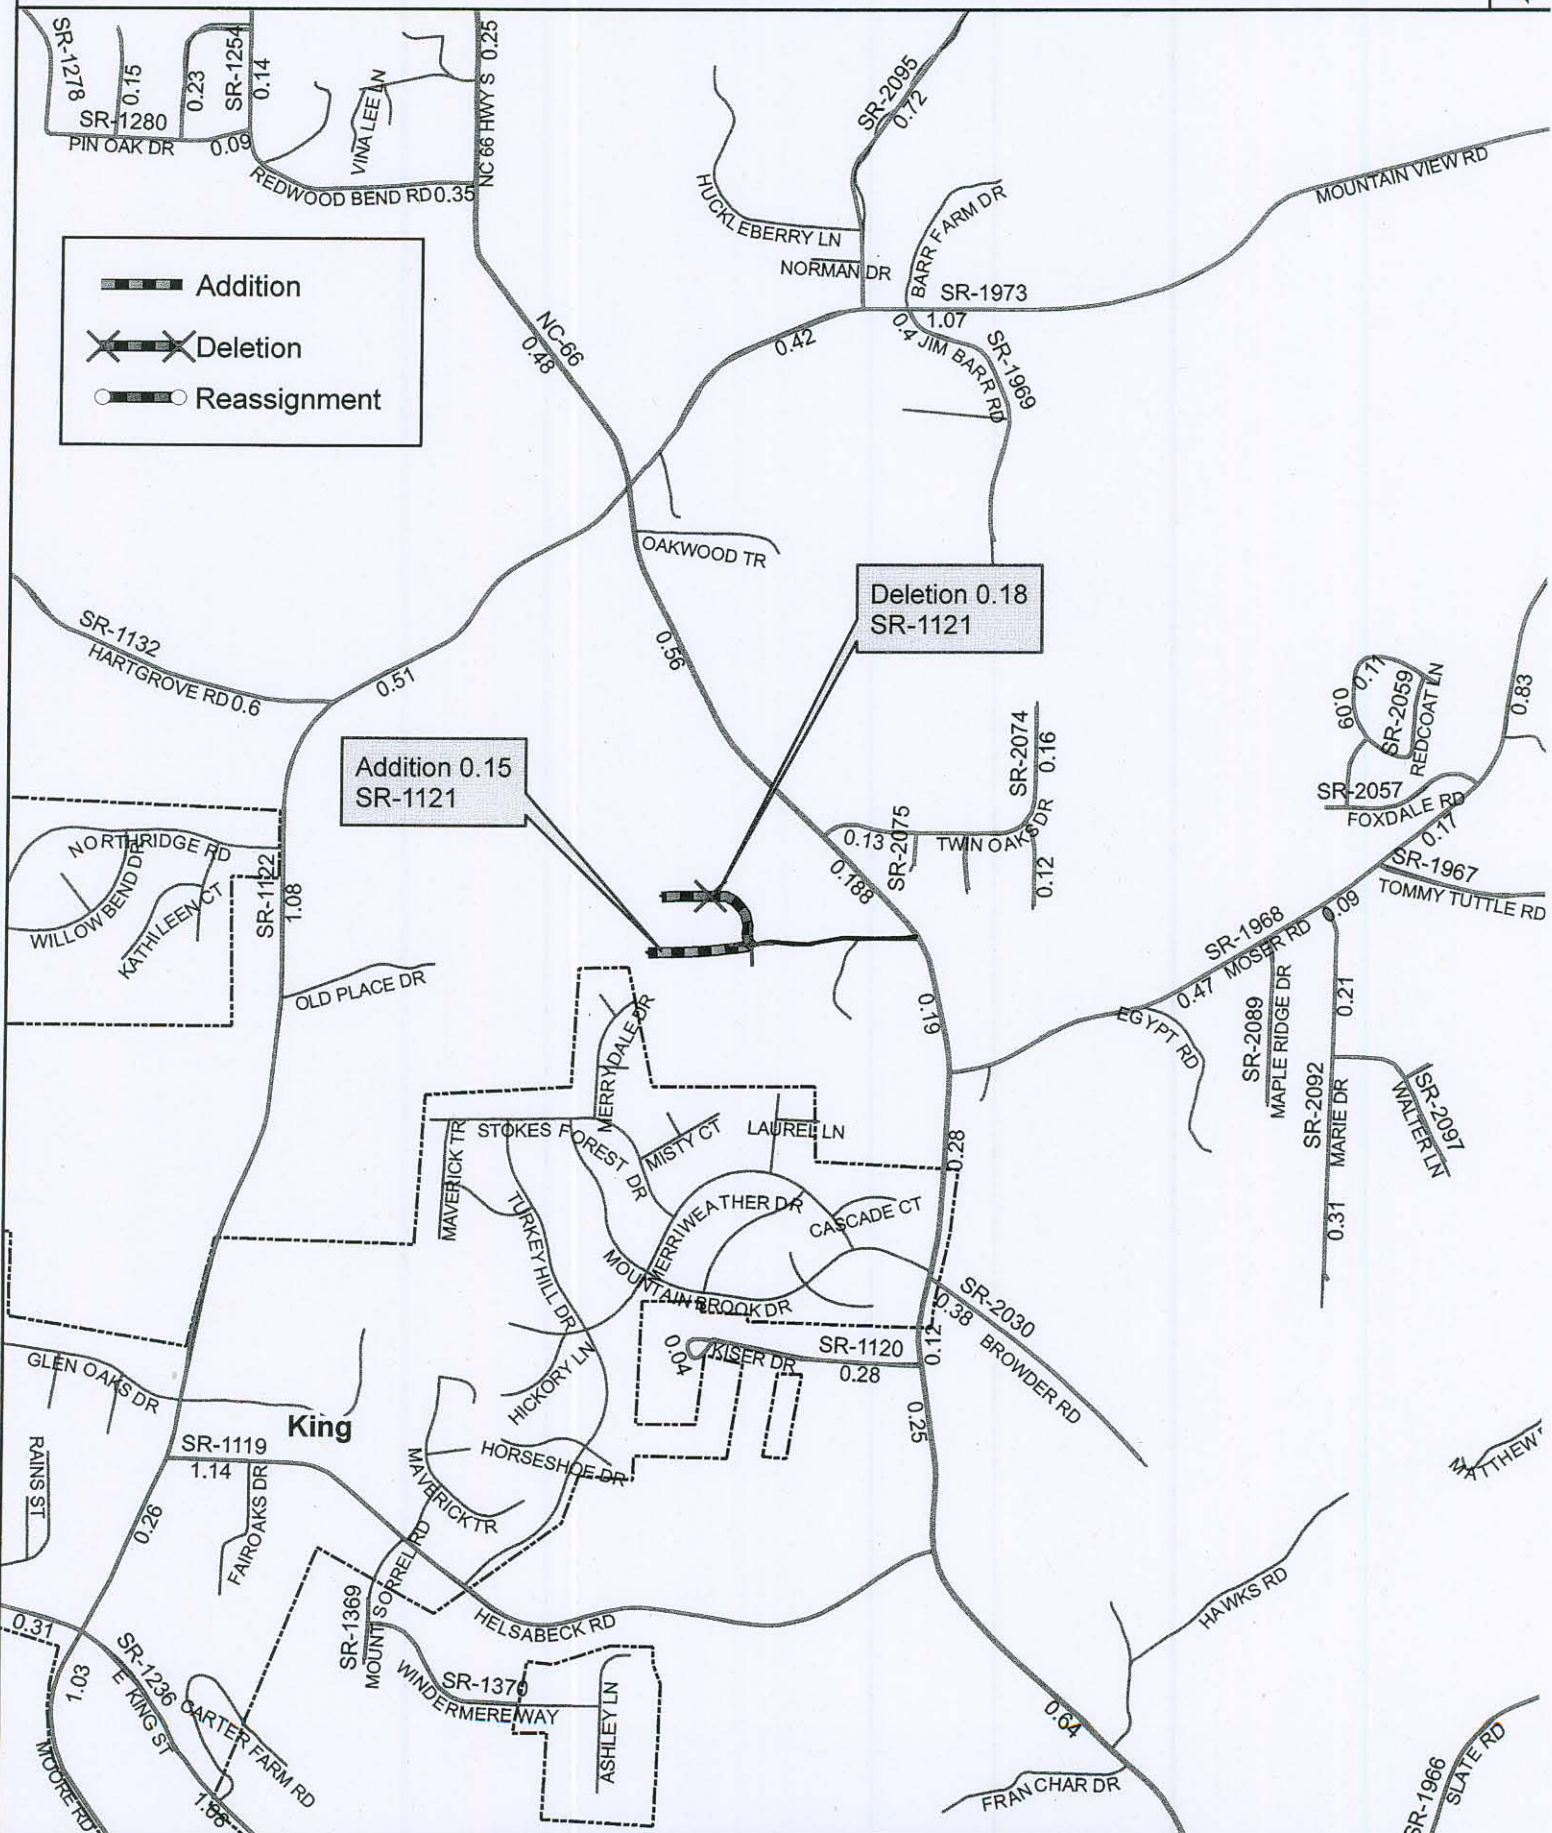 SR-1278
0.15
0.23
SR-1254
0.14
SR-1280
PIN OAK DR
0.09
VINA LEE LN
NC 66 HWY S 0.25
REDWOOD BEND RD 0.35
SR-2095
0.72
HUCKLEBERRY LN
NORMAN DR
BARR FARM DR
MOUNTAIN VIEW RD
SR-1973
1.07
0.4
JIM BARR RD
SR-1969
0.42
NC-66
0.48
Addition
Deletion
Reassignment
OAKWOOD TR
Deletion 0.18
SR-1121
0.56
SR-1132
HARTGROVE RD 0.6
0.51
Addition 0.15
SR-1121
SR-2074
0.16
0.13
SR-2075
TWIN OAKS DR
0.12
0.188
0.11
0.09
SR-2059
REDCOAT LN
0.83
SR-2057
FOXDALE RD
0.17
SR-1967
TOMMY TUTTLE RD
0.09
SR-1968
MOSER RD
0.47
NORTHRIDGE RD
WILLOW BEND DR
KATHLEEN CT
SR-1122
1.08
OLD PLACE DR
0.19
EGYPT RD
SR-2089
MAPLE RIDGE DR
0.21
SR-2092
MARIE DR
0.31
SR-2097
WALTER LN
MERRYDALE DR
STOKES FOREST DR
MAVERICK TR
MISTY CT
LAUREL LN
0.28
TURKEY HILL DR
MERRIWEATHER DR
CASCADE CT
MOUNTAIN BROOK DR
SR-2030
0.38
BROWDER RD
0.12
0.04
KISER DR
SR-1120
0.28
HICKORY LN
GLEN OAKS DR
King
SR-1119
1.14
RAINS ST
FAIROAKS DR
0.26
HORSESHOE DR
MAVERICK TR
0.25
MATTHEW
SR-1369
MOUNT SORREL RD
HELSABECK RD
HAWKS RD
0.31
1.03
SR-1236
E KING ST
CARTER FARM RD
1.08
MOORE RD
SR-1370
WINDERMERE WAY
ASHLEY LN
0.64
FRAN CHAR DR
SR-1966
SLATE RD